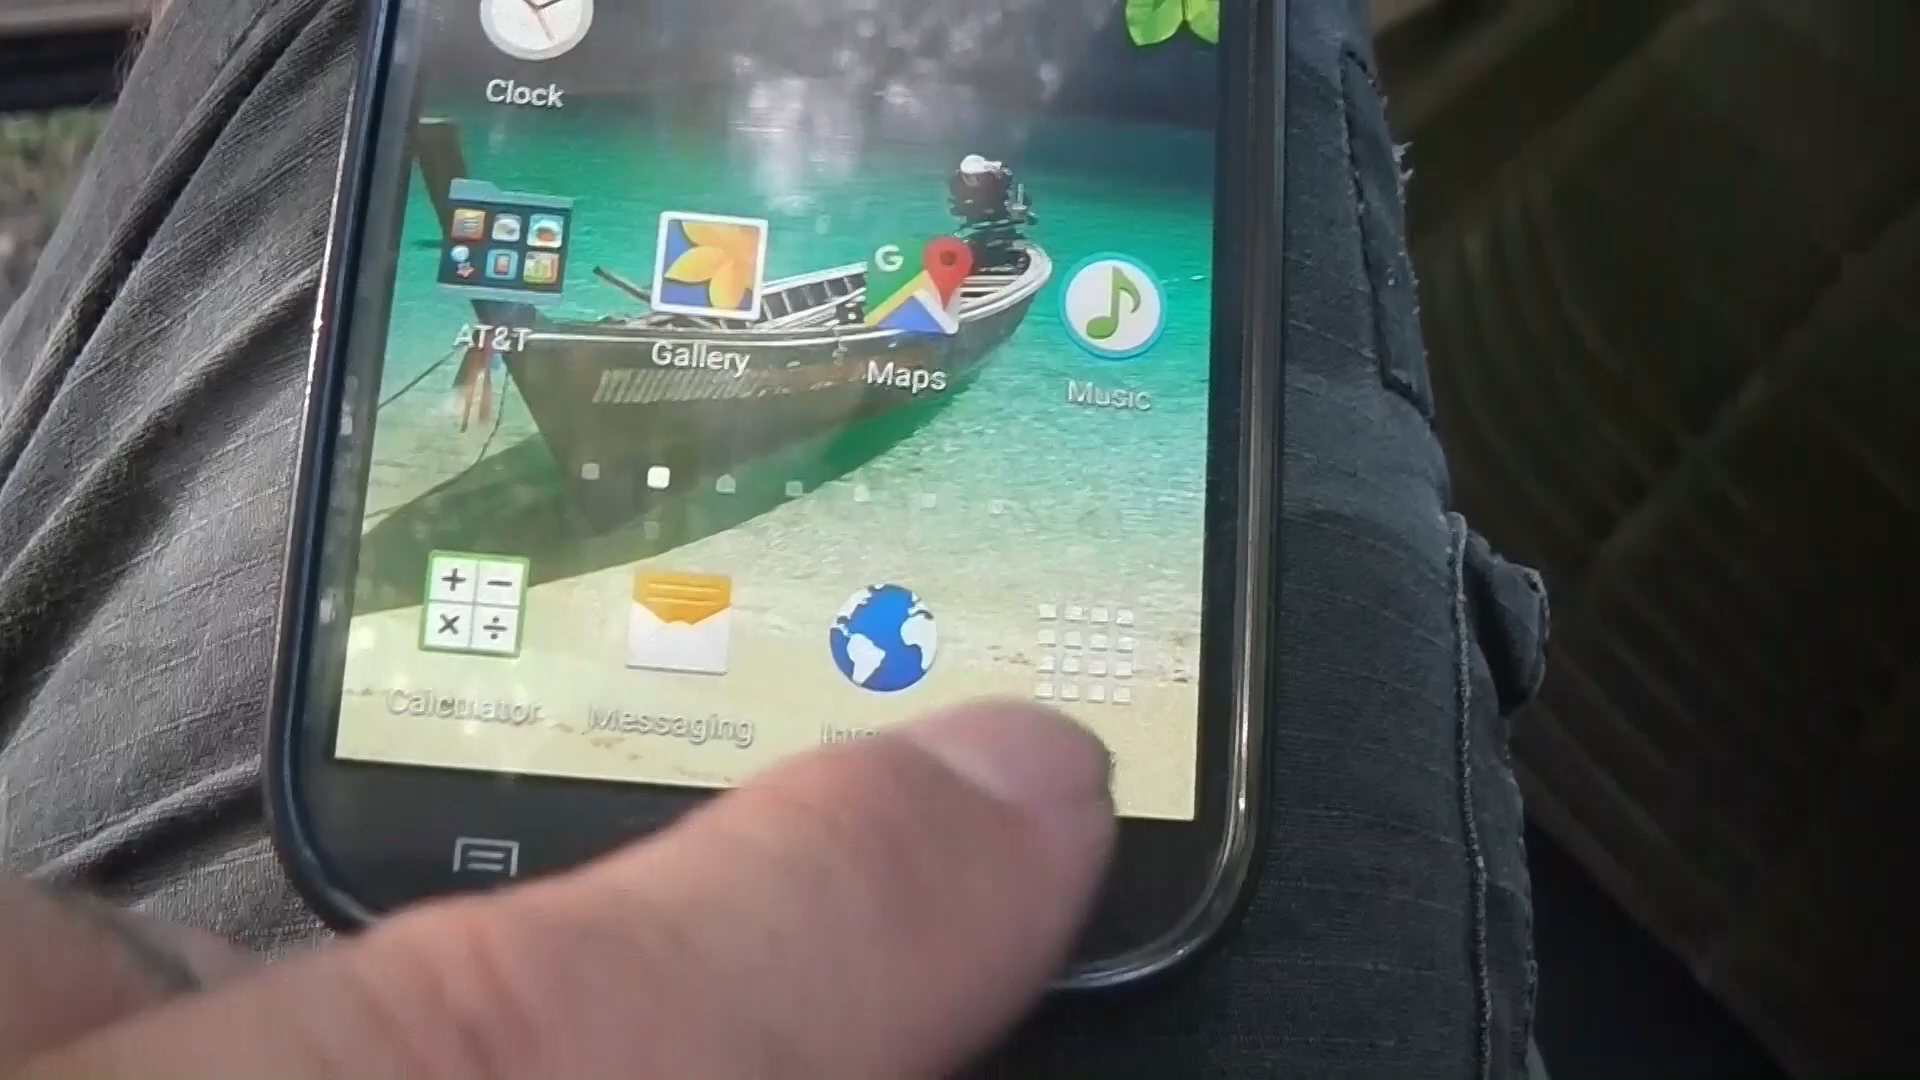 Clock
AT&T
Gallery
G
Maps
Music
+ −
× ÷
Calculator
Messaging